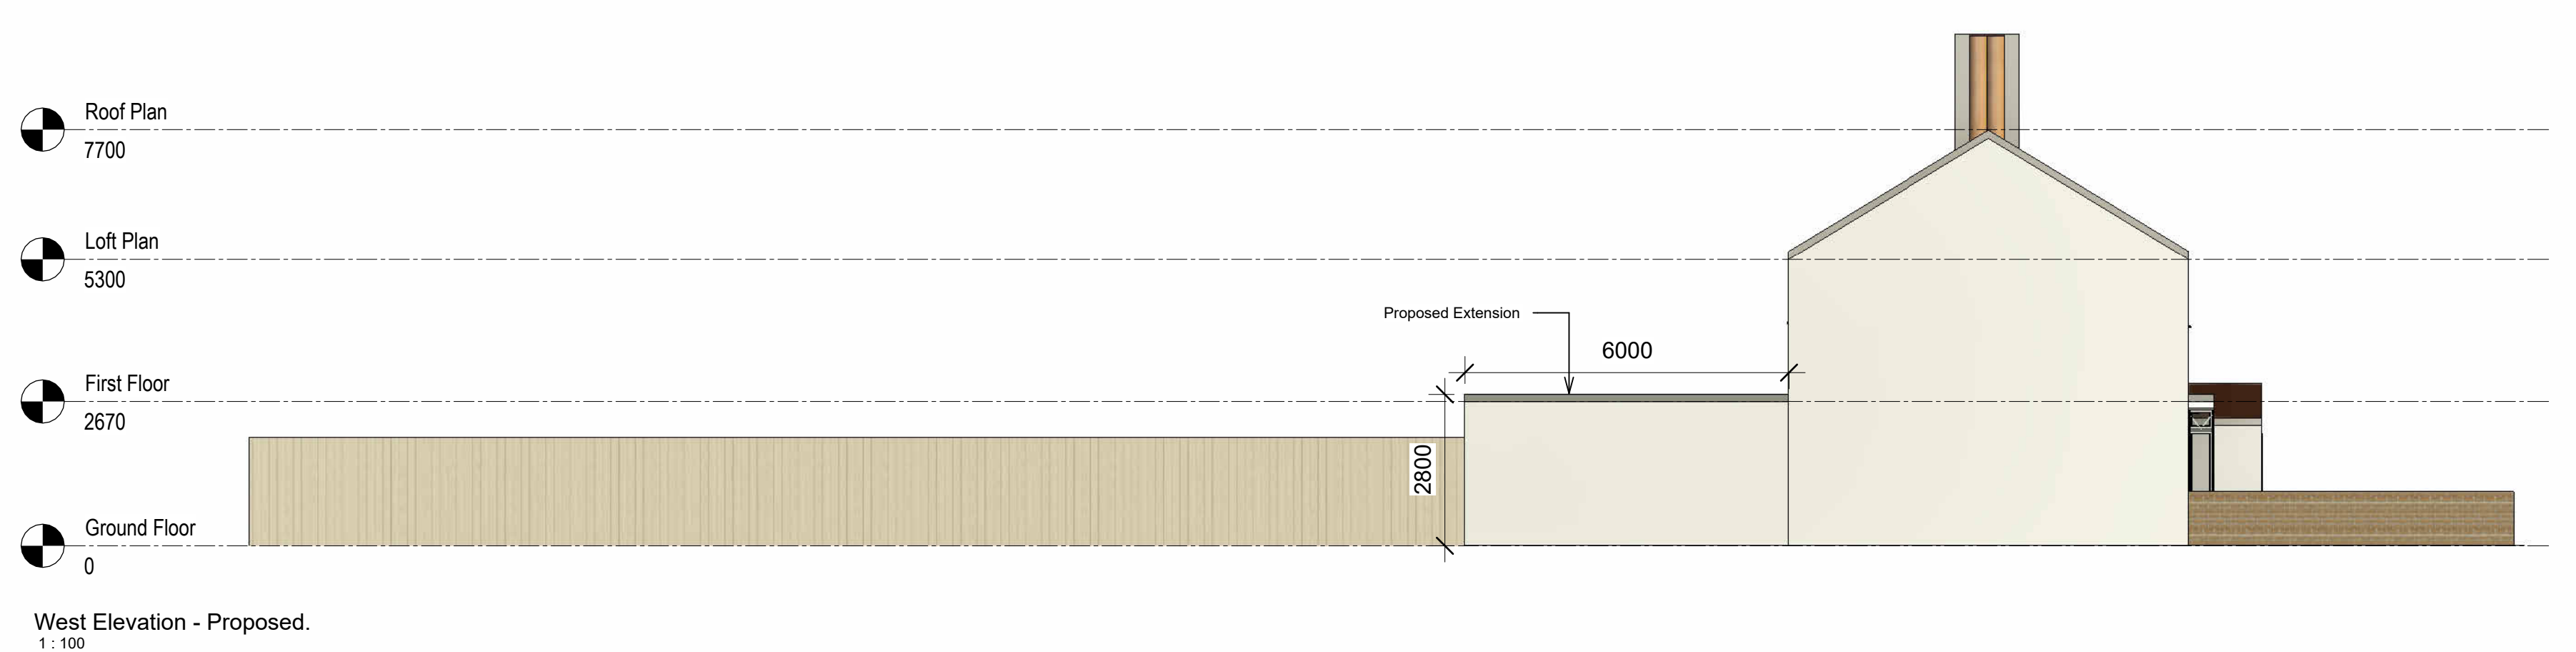 Roof Plan
7700
Loft Plan
5300
Proposed Extension
6000
First Floor
2670
2800
Ground Floor
0
West Elevation - Proposed.
1 : 100